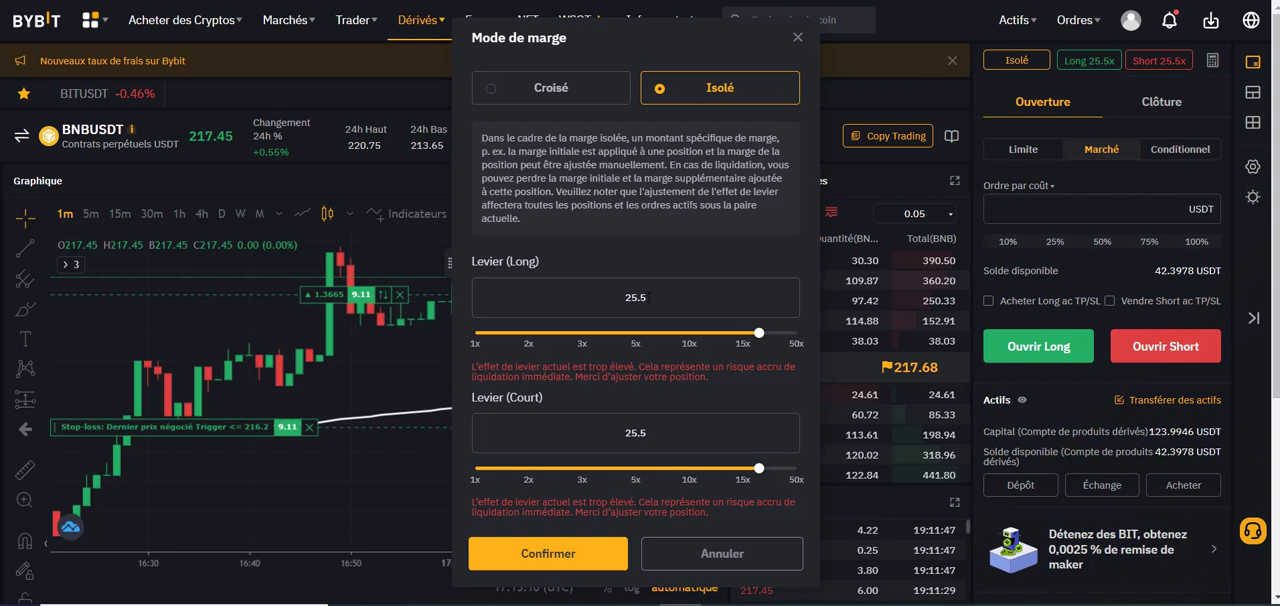 BYBIT
Acheter des Cryptos
Marchés
Trader
Dérivés
Actifs
Ordres
Nouveaux taux de frais sur Bybit
BITUSDT -0.46%
BNBUSDT
Contrats perpétuels USDT
217.45
Changement
24h %
+0.55%
24h Haut
220.75
24h Bas
213.65
Copy Trading
Graphique
1m 5m 15m 30m 1h 4h D W M
Indicateurs
O217.45 H217.45 B217.45 C217.45 0.00 (0.00%)
3
1.3665 9.11
Stop-loss: Dernier prix négocié Trigger <= 216.2 9.11
16:30 16:40 16:50
Mode de marge
Croisé
Isolé
Dans le cadre de la marge isolée, un montant spécifique de marge,
p. ex. la marge initiale est appliqué à une position et la marge de la
position peut être ajustée manuellement. En cas de liquidation, vous
pouvez perdre la marge initiale et la marge supplémentaire ajoutée
à cette position. Veuillez noter que l'ajustement de l'effet de levier
affectera toutes les positions et les ordres actifs sous la paire
actuelle.
Levier (Long)
25.5
1x 2x 3x 5x 10x 15x 50x
L'effet de levier actuel est trop élevé. Cela représente un risque accru de
liquidation immédiate. Merci d'ajuster votre position.
Levier (Court)
25.5
1x 2x 3x 5x 10x 15x 50x
L'effet de levier actuel est trop élevé. Cela représente un risque accru de
liquidation immédiate. Merci d'ajuster votre position.
Confirmer
Annuler
log automatique
0.05
Total(BNB)
30.30 390.50
109.87 360.20
97.42 250.33
114.88 152.91
38.03 38.03
217.68
24.61 24.61
60.72 85.33
113.61 198.94
120.02 318.96
122.84 441.80
4.22 19:11:47
0.25 19:11:47
3.80 19:11:47
217.45 6.00 19:11:29
Isolé
Long 25.5x
Short 25.5x
Ouverture
Clôture
Limite
Marché
Conditionnel
Ordre par coût
USDT
10% 25% 50% 75% 100%
Solde disponible 42.3978 USDT
Acheter Long ac TP/SL Vendre Short ac TP/SL
Ouvrir Long
Ouvrir Short
Actifs
Transférer des actifs
Capital (Compte de produits dérivés) 123.9946 USDT
Solde disponible (Compte de produits dérivés) 42.3978 USDT
Dépôt
Échange
Acheter
Détenez des BIT, obtenez
0,0025 % de remise de
maker